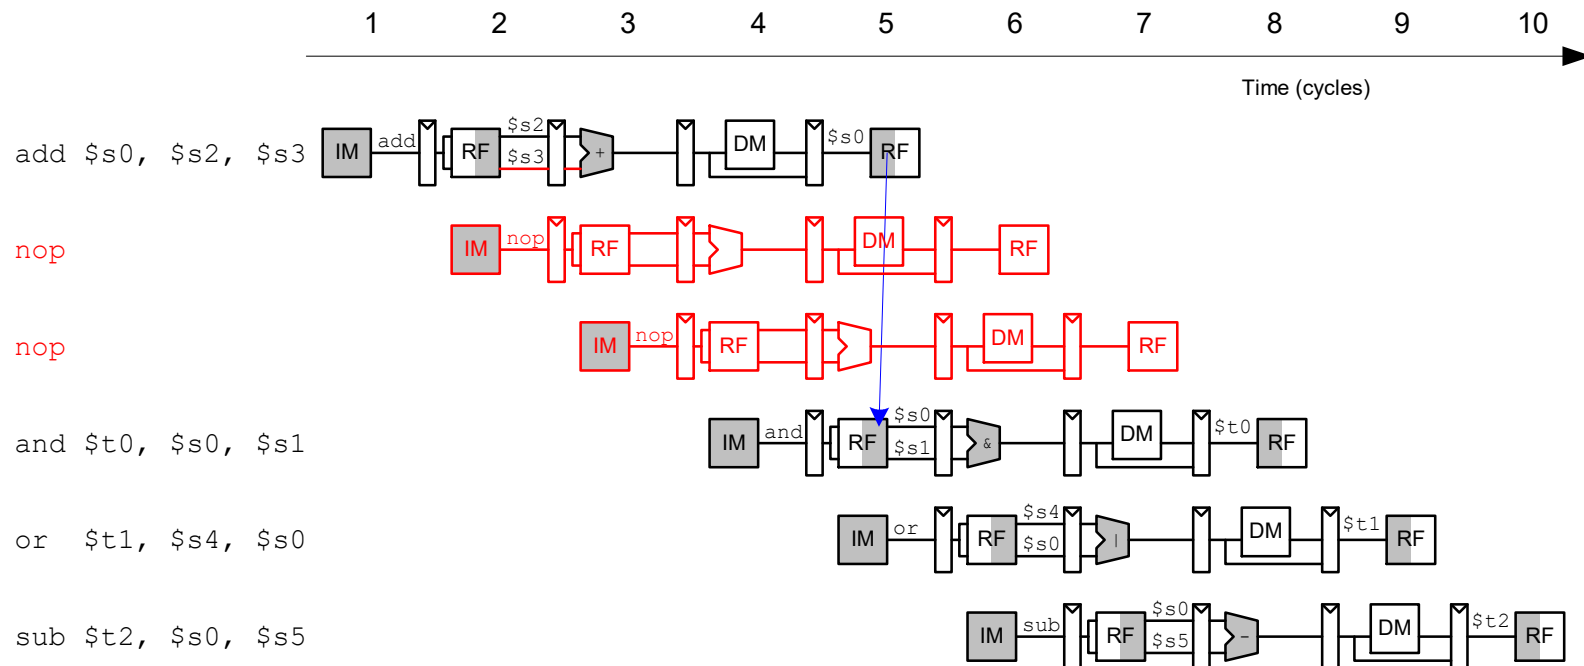 1 2 3 4 5 6 7 8 9 10
Time (cycles)
add $s0, $s2, $s3 IM add RF $s2 $s3 + DM $s0 RF
nop IM nop RF DM RF
nop IM nop RF DM RF
and $t0, $s0, $s1 IM and RF $s0 $s1 & DM $t0 RF
or $t1, $s4, $s0 IM or RF $s4 $s0 | DM $t1 RF
sub $t2, $s0, $s5 IM sub RF $s0 $s5 - DM $t2 RF